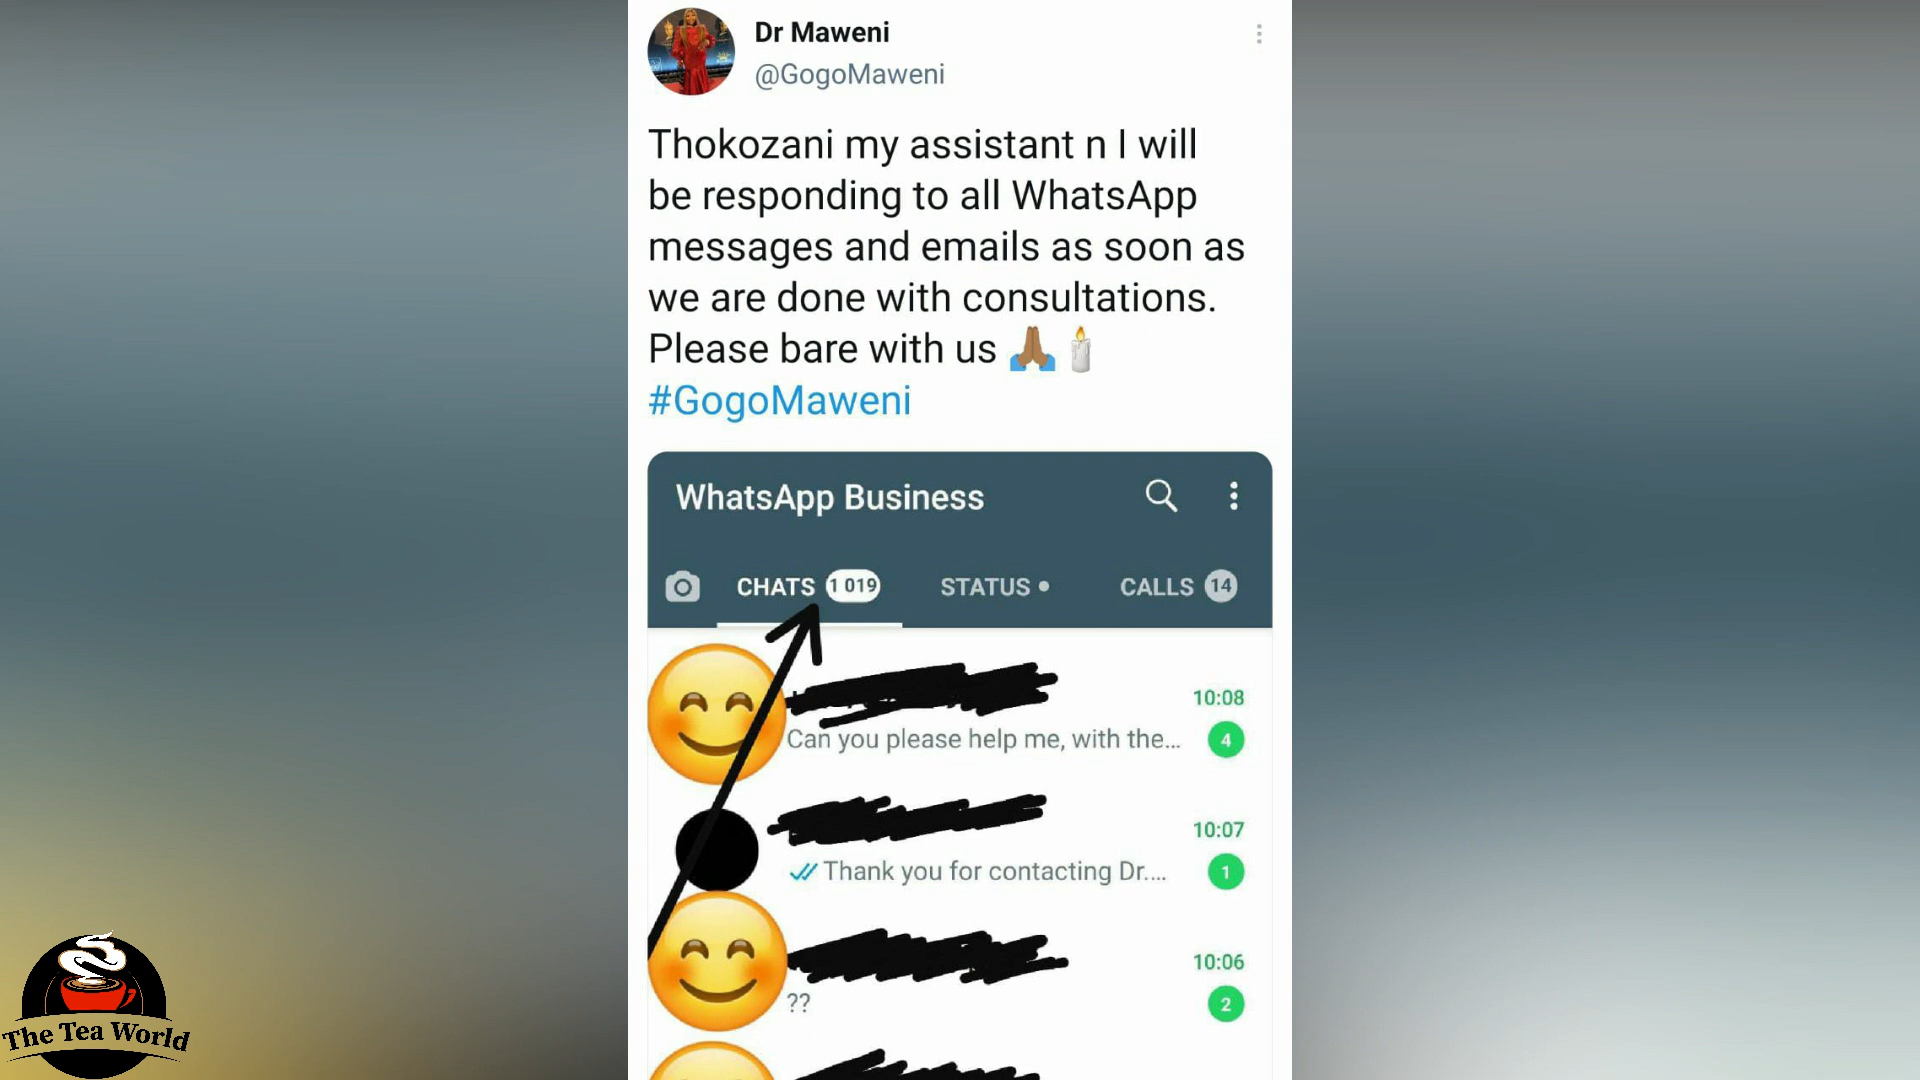 Dr Maweni
@GogoMaweni
Thokozani my assistant n I will
be responding to all WhatsApp
messages and emails as soon as
we are done with consultations.
Please bare with us 🙏🏽🕯️
#GogoMaweni
WhatsApp Business
CHATS 1 019 STATUS • CALLS 14
10:08
Can you please help me, with the... 4
10:07
Thank you for contacting Dr.... 1
10:06
?? 2
The Tea World